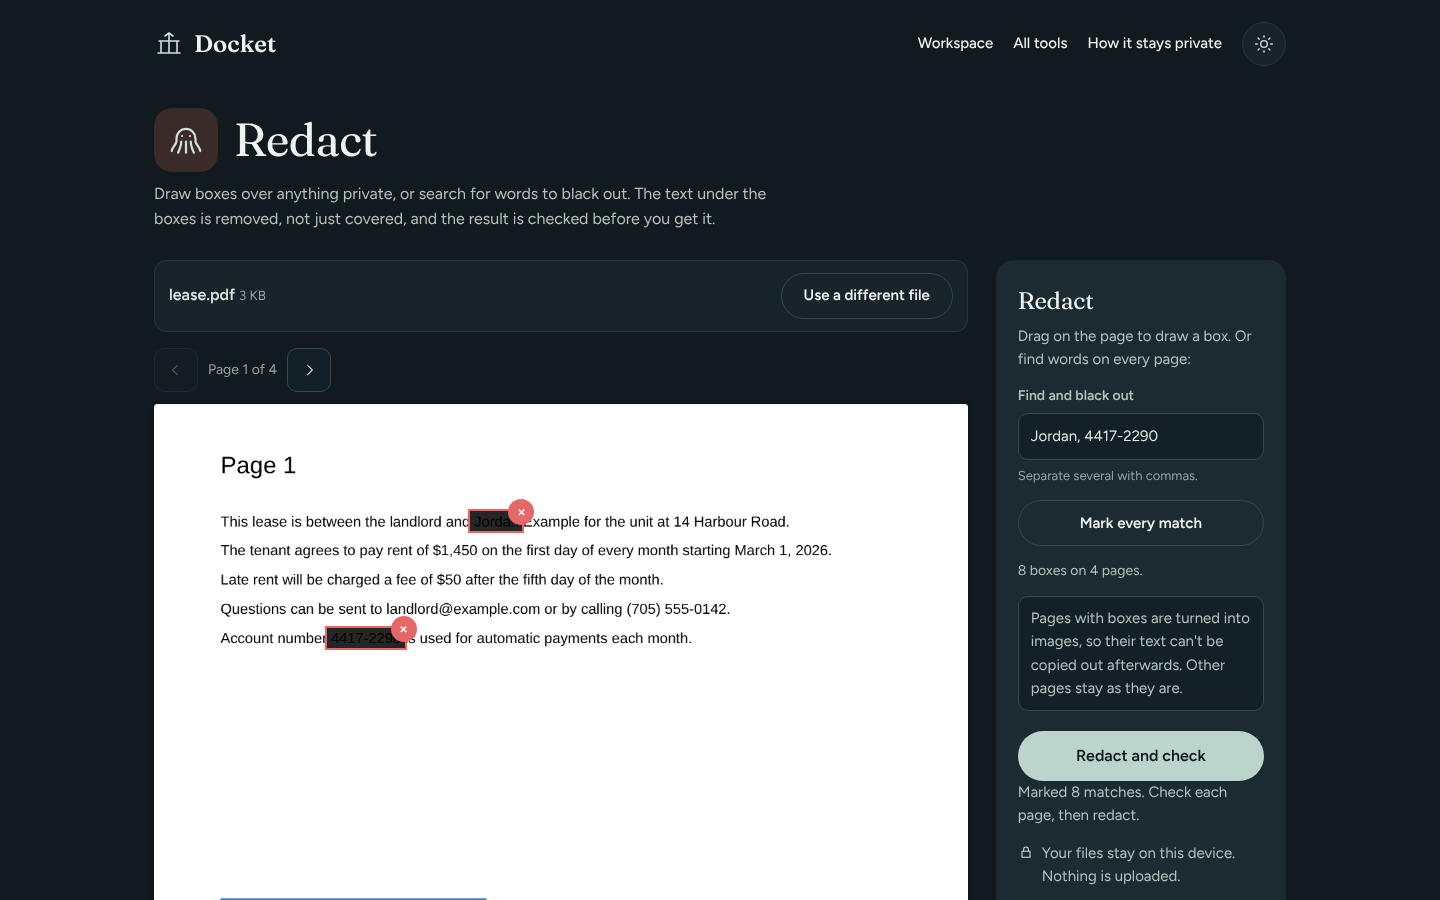 Docket
Workspace
All tools
How it stays private
Redact
Draw boxes over anything private, or search for words to black out. The text under the
boxes is removed, not just covered, and the result is checked before you get it.
lease.pdf 3 KB
Use a different file
Page 1 of 4
Page 1
This lease is between the landlord and Jordan Example for the unit at 14 Harbour Road.
The tenant agrees to pay rent of $1,450 on the first day of every month starting March 1, 2026.
Late rent will be charged a fee of $50 after the fifth day of the month.
Questions can be sent to landlord@example.com or by calling (705) 555-0142.
Account number 4417-2290 is used for automatic payments each month.
Redact
Drag on the page to draw a box. Or
find words on every page:
Find and black out
Jordan, 4417-2290
Separate several with commas.
Mark every match
8 boxes on 4 pages.
Pages with boxes are turned into
images, so their text can't be
copied out afterwards. Other
pages stay as they are.
Redact and check
Marked 8 matches. Check each
page, then redact.
Your files stay on this device.
Nothing is uploaded.